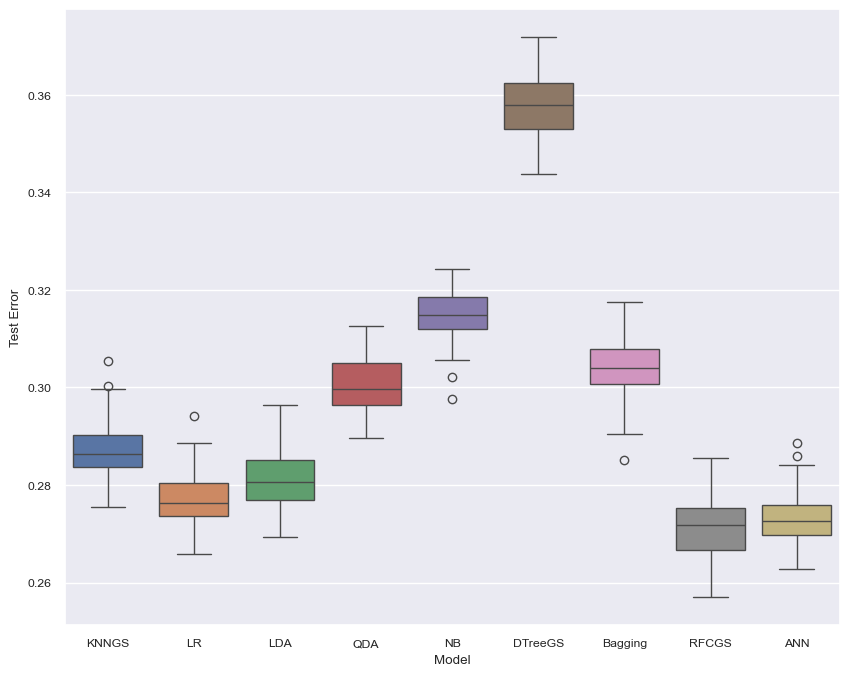 0.36
0.34
0.32
0.30
0.28
0.26
Test Error
KNNGS LR LDA QDA NB DTreeGS Bagging RFCGS ANN
Model